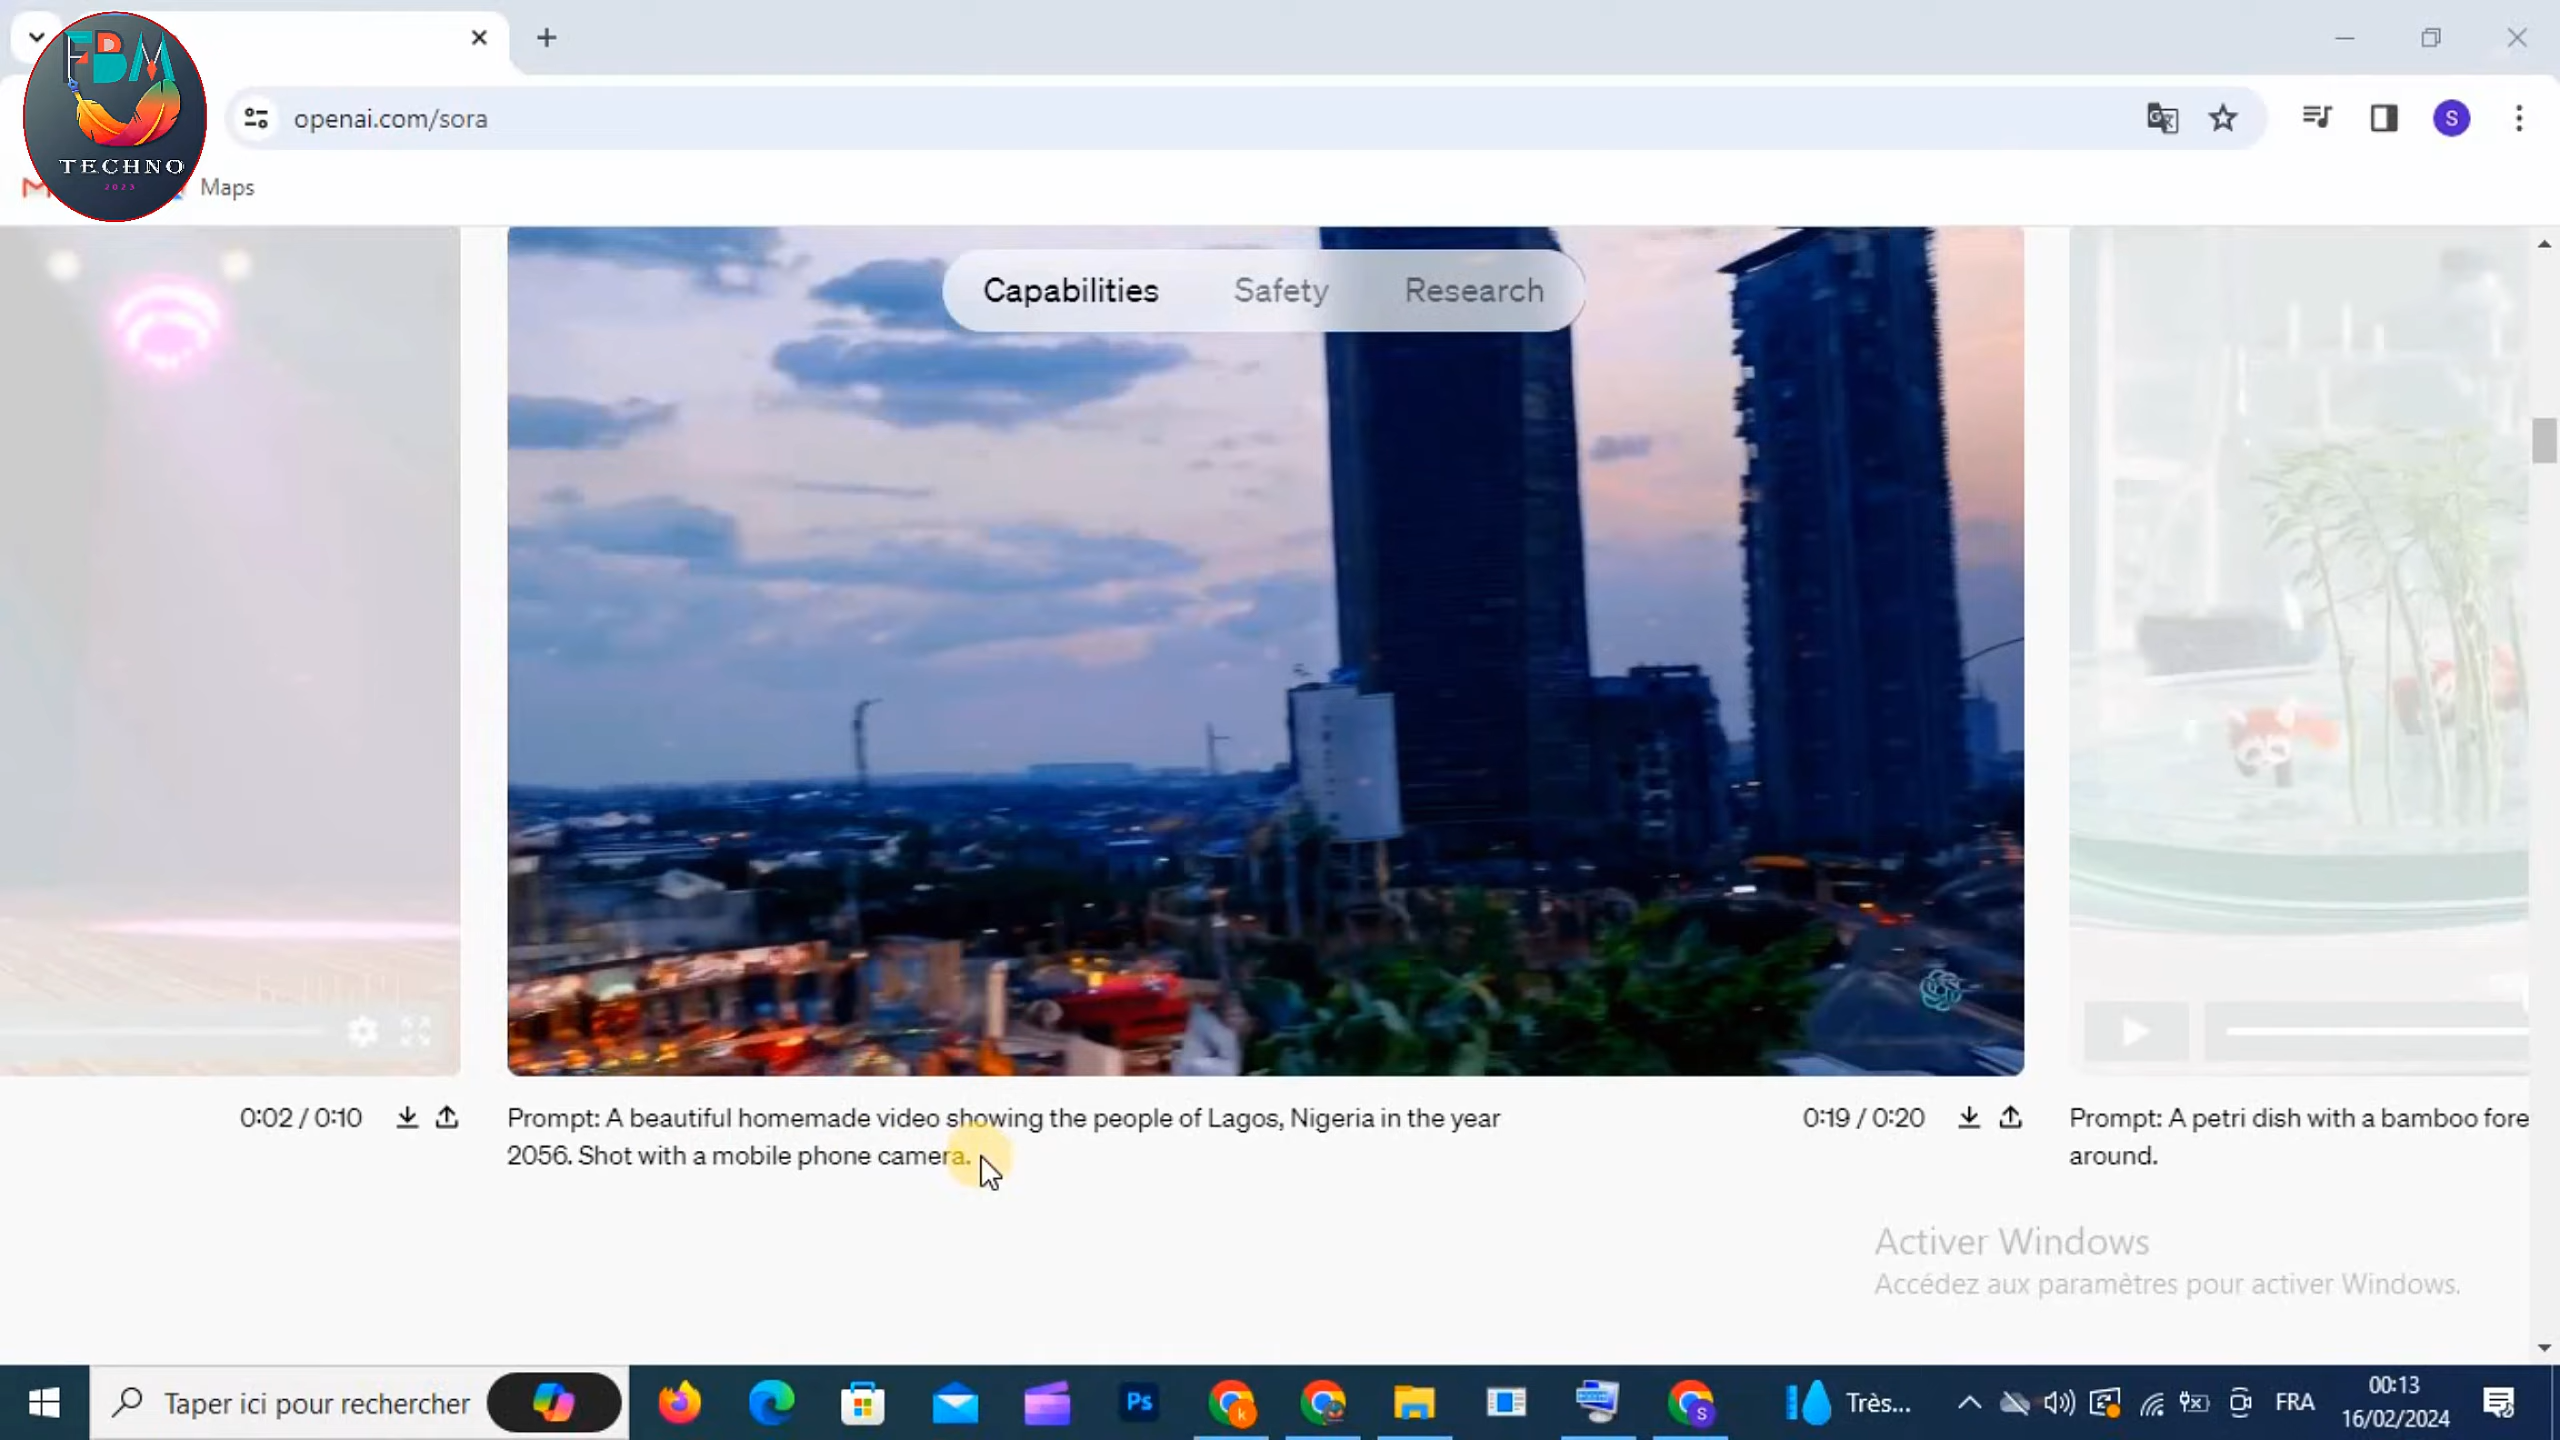 FBM
TECHNO
2023
openai.com/sora
S
Maps
Capabilities
Safety
Research
0:02 / 0:10
Prompt: A beautiful homemade video showing the people of Lagos, Nigeria in the year
2056. Shot with a mobile phone camera.
0:19 / 0:20
Prompt: A petri dish with a bamboo fore
around.
Activer Windows
Accédez aux paramètres pour activer Windows.
Taper ici pour rechercher
Ps
k
S
Très...
FRA
00:13
16/02/2024